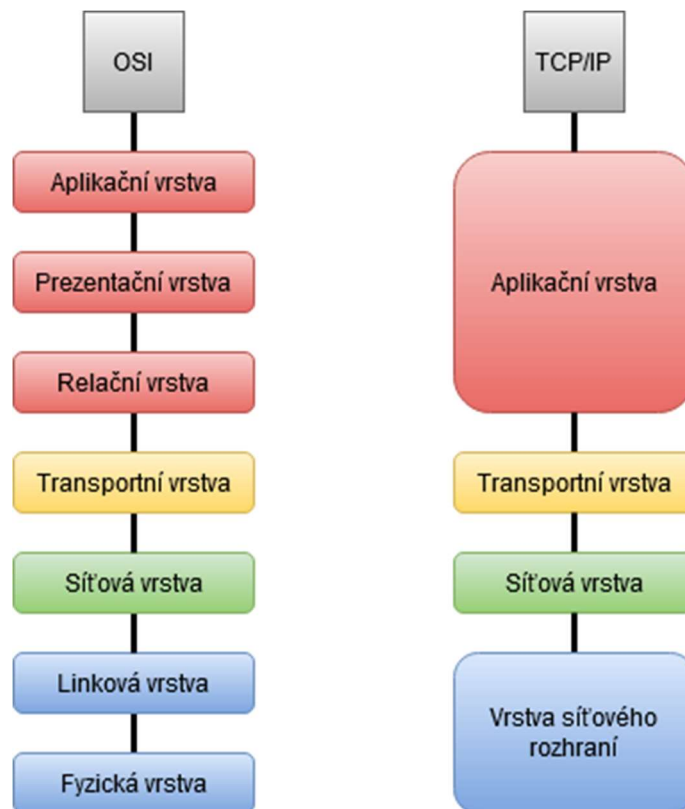 OSI
Aplikační vrstva
Prezentační vrstva
Relační vrstva
Transportní vrstva
Síťová vrstva
Linková vrstva
Fyzická vrstva
TCP/IP
Aplikační vrstva
Transportní vrstva
Síťová vrstva
Vrstva síťového
rozhraní